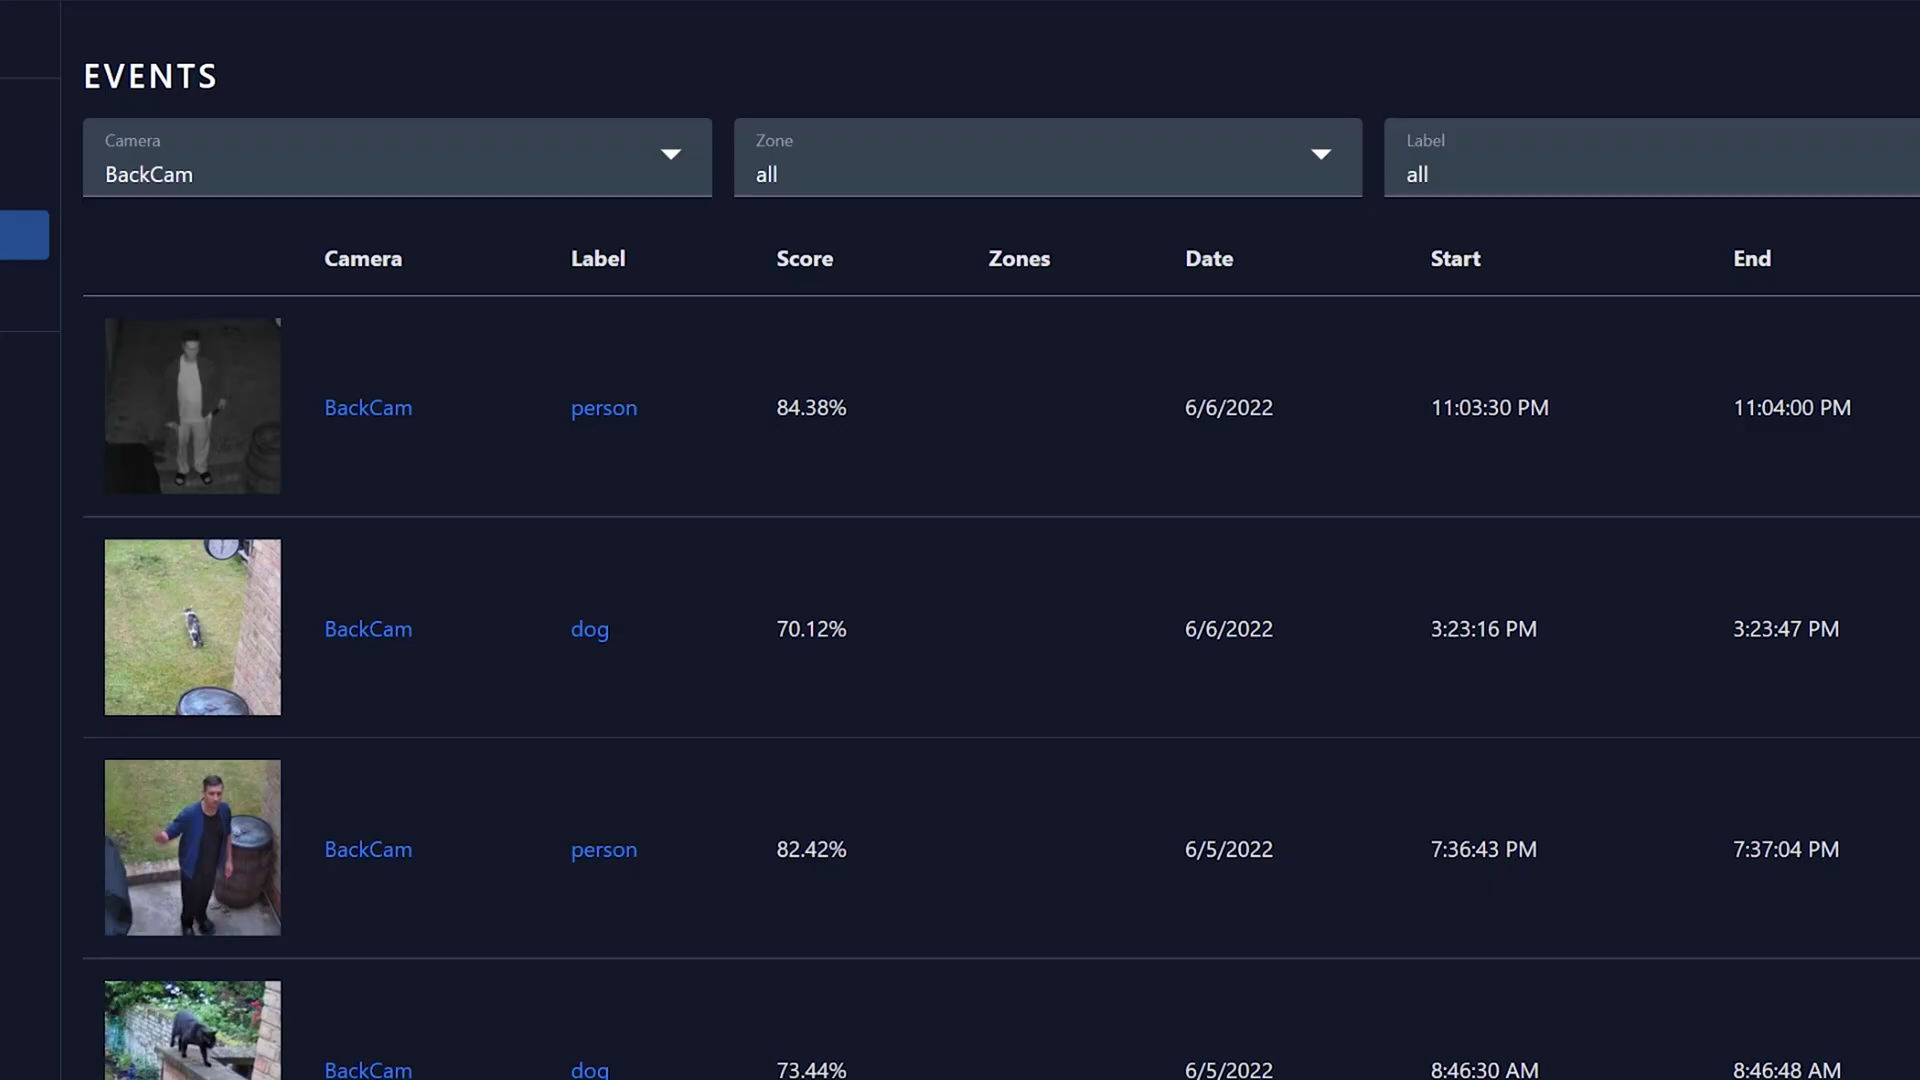 EVENTS
Camera
BackCam
Zone
all
Label
all
Camera Label Score Zones Date Start End
BackCam person 84.38% 6/6/2022 11:03:30 PM 11:04:00 PM
BackCam dog 70.12% 6/6/2022 3:23:16 PM 3:23:47 PM
BackCam person 82.42% 6/5/2022 7:36:43 PM 7:37:04 PM
BackCam dog 73.44% 6/5/2022 8:46:30 AM 8:46:48 AM